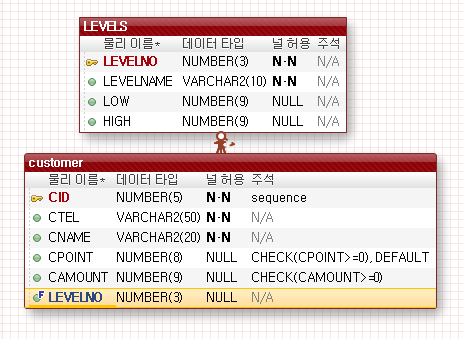 LEVELS
물리 이름* 데이터 타입 널 허용 주석
LEVELNO NUMBER(3) N-N N/A
LEVELNAME VARCHAR2(10) N-N N/A
LOW NUMBER(9) NULL N/A
HIGH NUMBER(9) NULL N/A
customer
물리 이름* 데이터 타입 널 허용 주석
CID NUMBER(5) N-N sequence
CTEL VARCHAR2(50) N-N N/A
CNAME VARCHAR2(20) N-N N/A
CPOINT NUMBER(8) NULL CHECK(CPOINT>=0),DEFAULT
CAMOUNT NUMBER(9) NULL CHECK(CAMOUNT>=0)
F LEVELNO NUMBER(3) NULL N/A